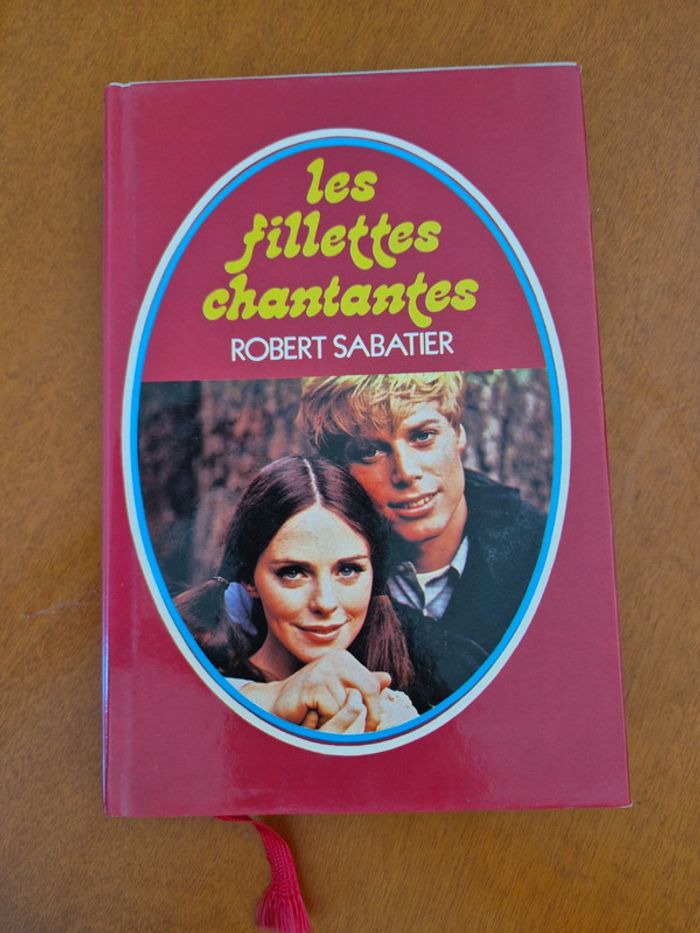 les
fillettes
chantantes
ROBERT SABATIER